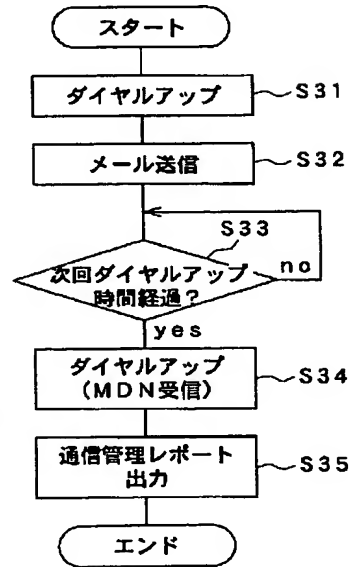 スタート
ダイヤルアップ
S31
メール送信
S32
S33
次回ダイヤルアップ
時間経過?
no
yes
ダイヤルアップ
(MDN受信)
S34
通信管理レポート
出力
S35
エンド